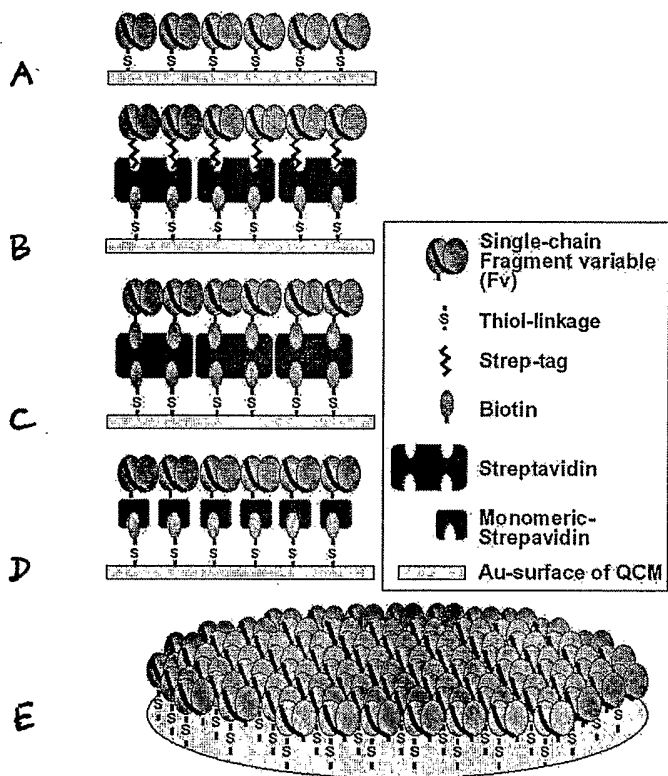 A
S S S S S S
B
S S S S S S
C
S S S S S S
D
S S S S S S
E
Single-chain
Fragment variable
(Fv)
S
Thiol-linkage
Strep-tag
Biotin
Streptavidin
Monomeric-
Strepavidin
Au-surface of QCM